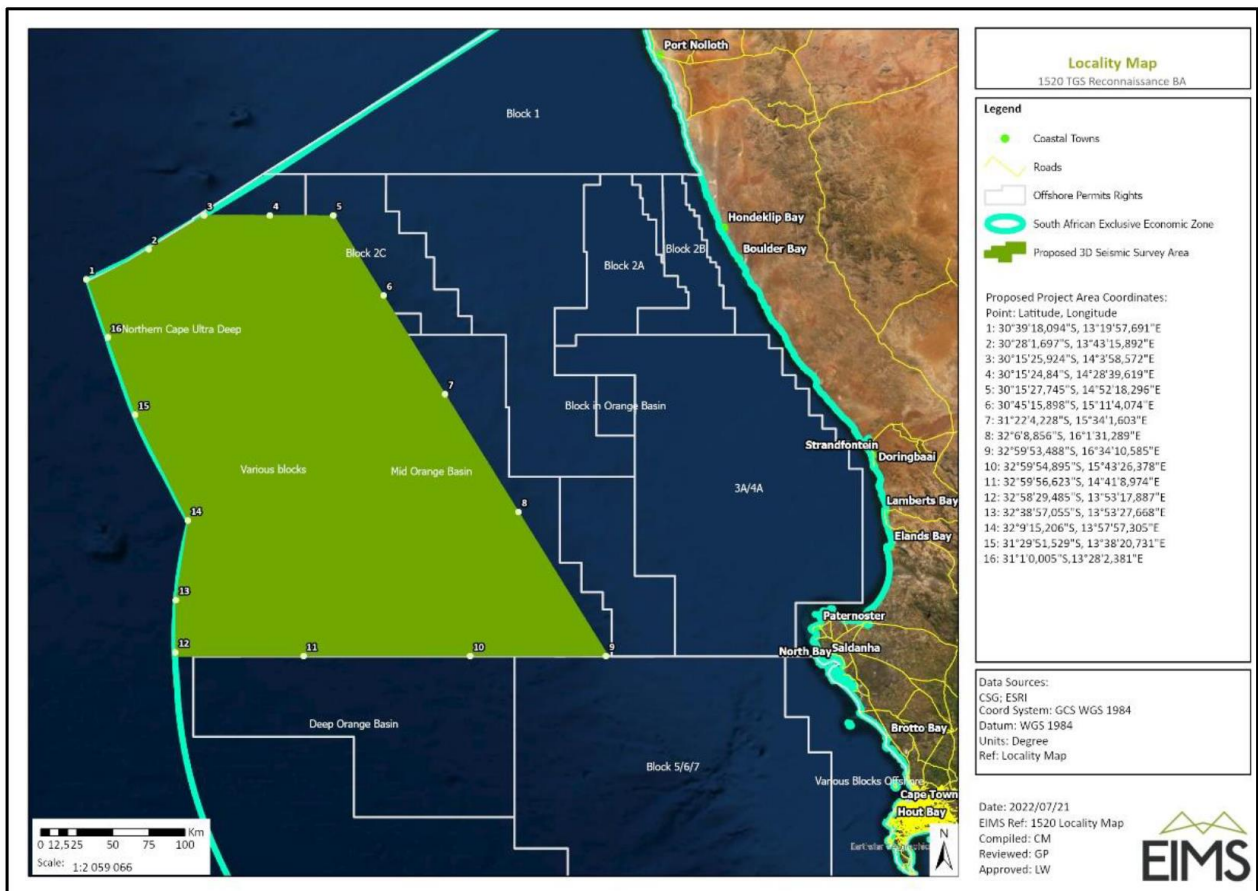 Port Nolloth
Block 1
3
4
5
Hondeklip Bay
2
Block 2C
Block 2A
Block 2B
Boulder Bay
1
6
16
Northern Cape Ultra Deep
7
15
Block in Orange Basin
Strandfontein
Doringbaai
Various blocks
Mid Orange Basin
3A/4A
8
Lamberts Bay
14
Elands Bay
13
Paternoster
12
11
10
9
North Bay
Saldanha
Deep Orange Basin
Brotto Bay
Block 5/6/7
Various Blocks Offshore
Cape Town
Hout Bay
Km
0 12,525 50 75 100
Scale: 1:2 059 066
N
Locality Map
1520 TGS Reconnaissance BA
Legend
Coastal Towns
Roads
Offshore Permits Rights
South African Exclusive Economic Zone
Proposed 3D Seismic Survey Area
Proposed Project Area Coordinates:
Point: Latitude, Longitude
1: 30°39'18,094"S, 13°19'57,691"E
2: 30°28'1,697"S, 13°43'15,892"E
3: 30°15'25,924"S, 14°3'58,572"E
4: 30°15'24,84"S, 14°28'39,619"E
5: 30°15'27,745"S, 14°52'18,296"E
6: 30°45'15,898"S, 15°11'4,074"E
7: 31°22'4,228"S, 15°34'1,603"E
8: 32°6'8,856"S, 16°1'31,289"E
9: 32°59'53,488"S, 16°34'10,585"E
10: 32°59'54,895"S, 15°43'26,378"E
11: 32°59'56,623"S, 14°41'8,974"E
12: 32°58'29,485"S, 13°53'17,887"E
13: 32°38'57,055"S, 13°53'27,668"E
14: 32°9'15,206"S, 13°57'57,305"E
15: 31°29'51,529"S, 13°38'20,731"E
16: 31°1'0,005"S,13°28'2,381"E
Data Sources:
CSG; ESRI
Coord System: GCS WGS 1984
Datum: WGS 1984
Units: Degree
Ref: Locality Map
Date: 2022/07/21
EIMS Ref: 1520 Locality Map
Compiled: CM
Reviewed: GP
Approved: LW
EIMS